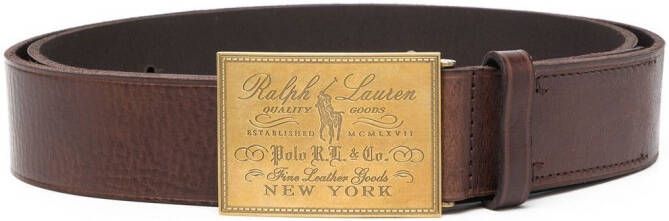 Ralph Lauren
QUALITY GOODS
ESTABLISHED MCMLXVII
Polo R.L. & Co.
Fine Leather Goods
NEW YORK